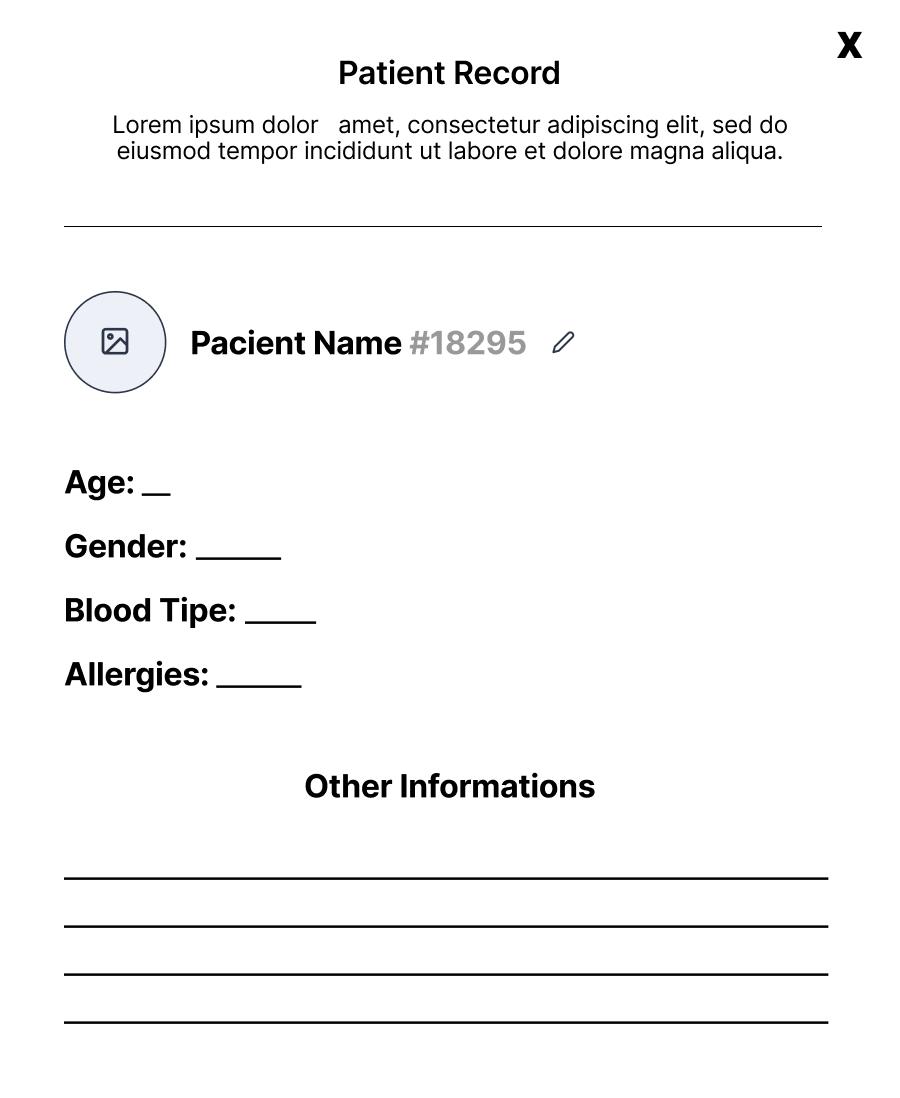 X
Patient Record
Lorem ipsum dolor amet, consectetur adipiscing elit, sed do
eiusmod tempor incididunt ut labore et dolore magna aliqua.
Pacient Name #18295
Age: __
Gender: ______
Blood Tipe: _____
Allergies: ______
Other Informations